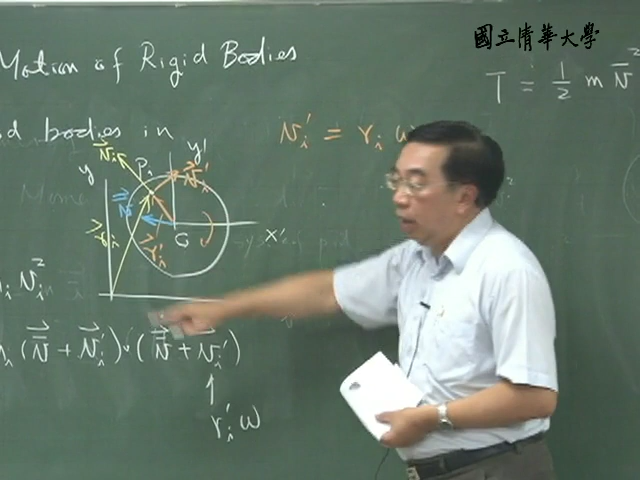 國立清華大學
Motion of Rigid Bodies
T = 1/2 m v̄²
d bodies in
v⃗ᵢ Pᵢ y' v⃗ᵢ'
vᵢ' = rᵢ ω
y
v̄⃗
r⃗ᵢ r⃗ᵢ' G x'
vᵢ²
(v̄⃗ + v⃗ᵢ')·(v̄⃗ + v⃗ᵢ')
↑
rᵢ'ω